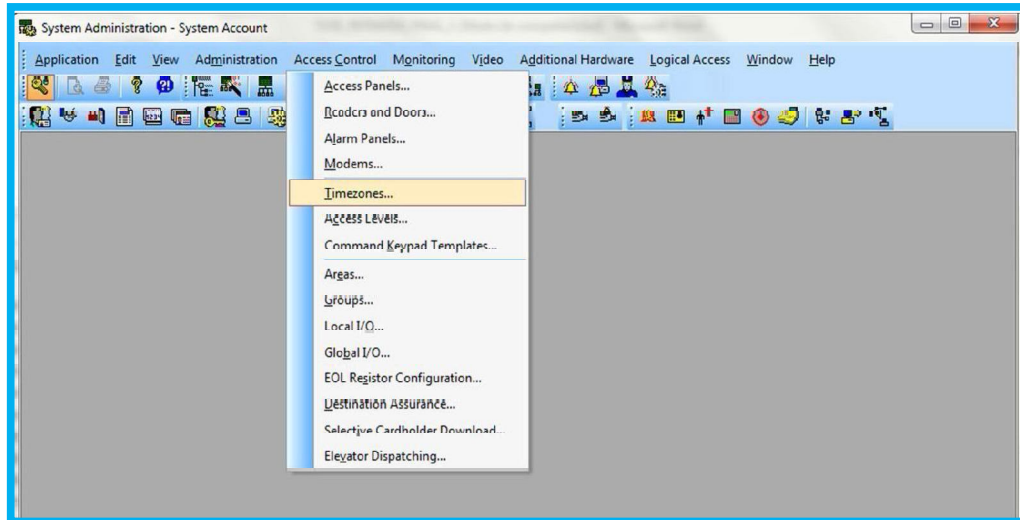 System Administration - System Account
Application Edit View Administration Access Control Monitoring Video Additional Hardware Logical Access Window Help
Access Panels...
Readers and Doors...
Alarm Panels...
Modems...
Timezones...
Access Levels...
Command Keypad Templates...
Areas...
Groups...
Local I/O...
Global I/O...
EOL Resistor Configuration...
Destination Assurance...
Selective Cardholder Download...
Elevator Dispatching...